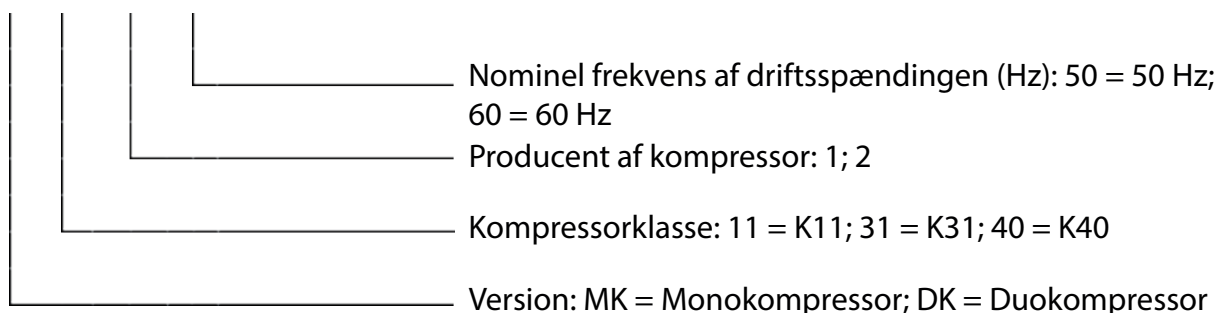 Nominel frekvens af driftsspændingen (Hz): 50 = 50 Hz;
60 = 60 Hz
Producent af kompressor: 1; 2
Kompressorklasse: 11 = K11; 31 = K31; 40 = K40
Version: MK = Monokompressor; DK = Duokompressor